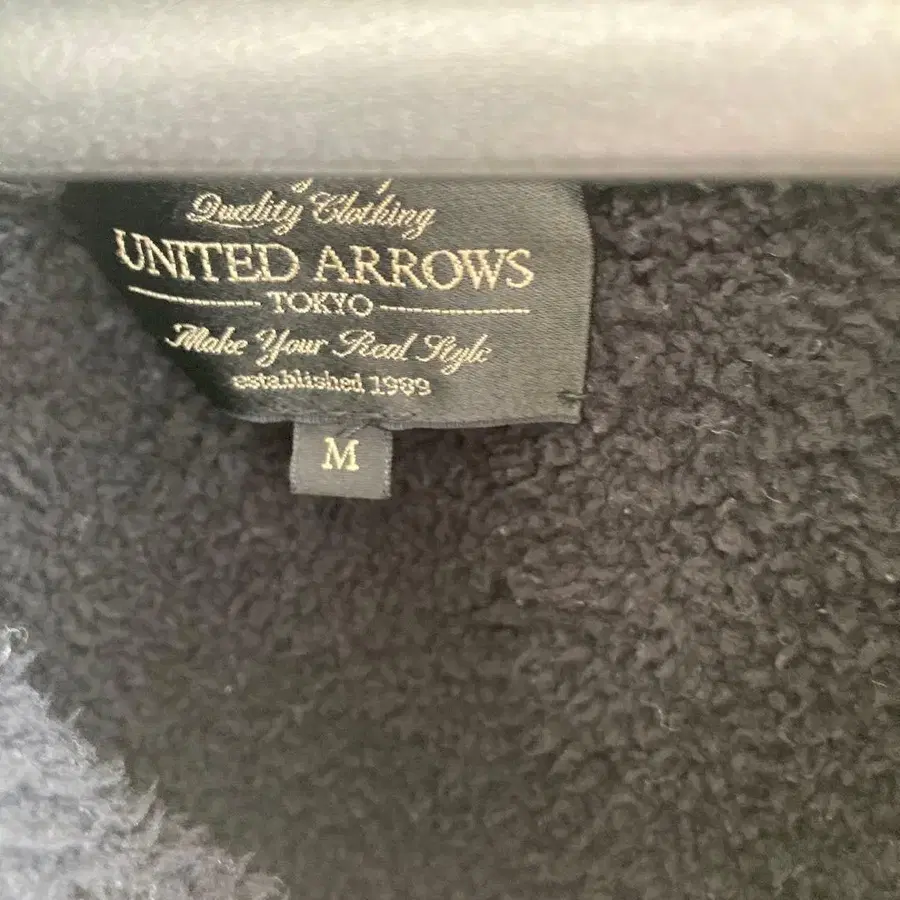 Quality Clothing
UNITED ARROWS
TOKYO
Make Your Real Style
established 1989
M